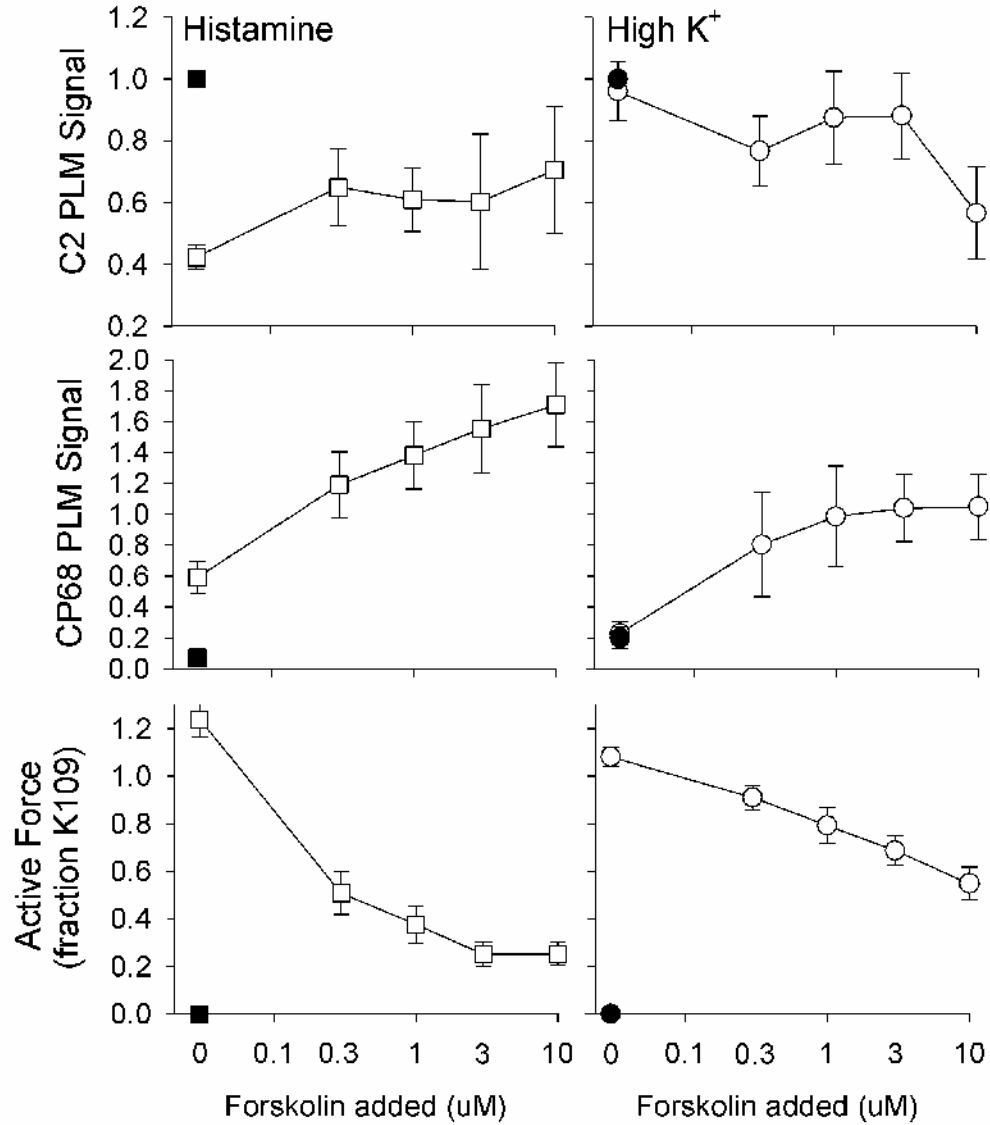 Histamine
High K+
C2 PLM Signal
1.2
1.0
0.8
0.6
0.4
0.2
CP68 PLM Signal
2.0
1.8
1.6
1.4
1.2
1.0
0.8
0.6
0.4
0.2
0.0
Active Force
(fraction K109)
1.2
1.0
0.8
0.6
0.4
0.2
0.0
0 0.1 0.3 1 3 10
0 0.1 0.3 1 3 10
Forskolin added (uM)
Forskolin added (uM)